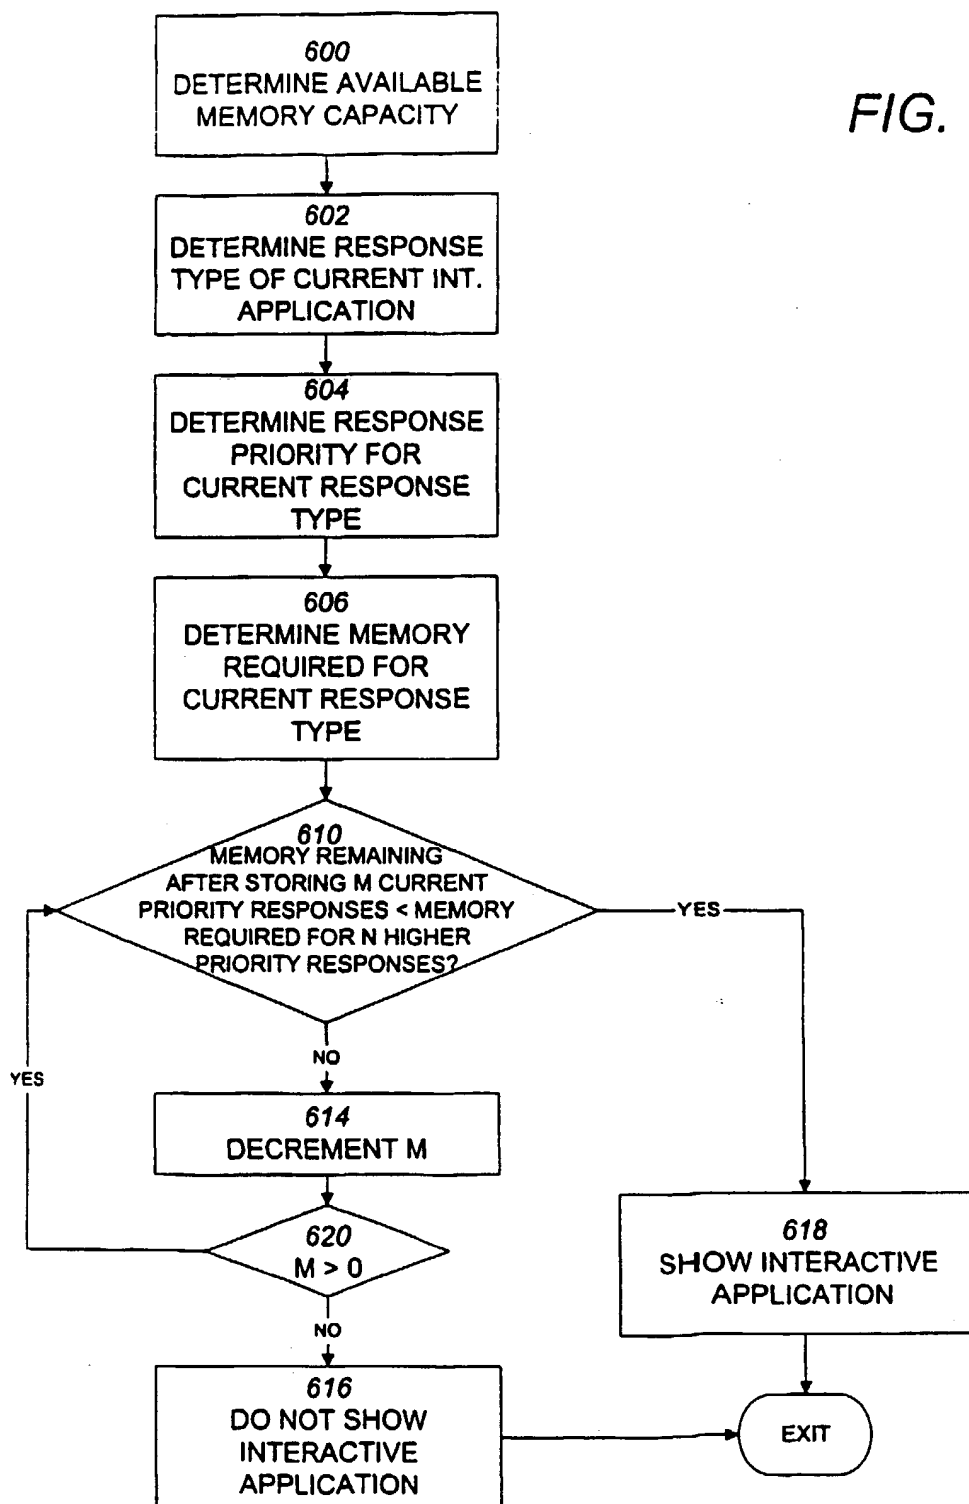 600
DETERMINE AVAILABLE
MEMORY CAPACITY
FIG.
602
DETERMINE RESPONSE
TYPE OF CURRENT INT.
APPLICATION
604
DETERMINE RESPONSE
PRIORITY FOR
CURRENT RESPONSE
TYPE
606
DETERMINE MEMORY
REQUIRED FOR
CURRENT RESPONSE
TYPE
610
MEMORY REMAINING
AFTER STORING M CURRENT
PRIORITY RESPONSES < MEMORY
REQUIRED FOR N HIGHER
PRIORITY RESPONSES?
YES
NO
YES
614
DECREMENT M
620
M > 0
NO
618
SHOW INTERACTIVE
APPLICATION
616
DO NOT SHOW
INTERACTIVE
APPLICATION
EXIT